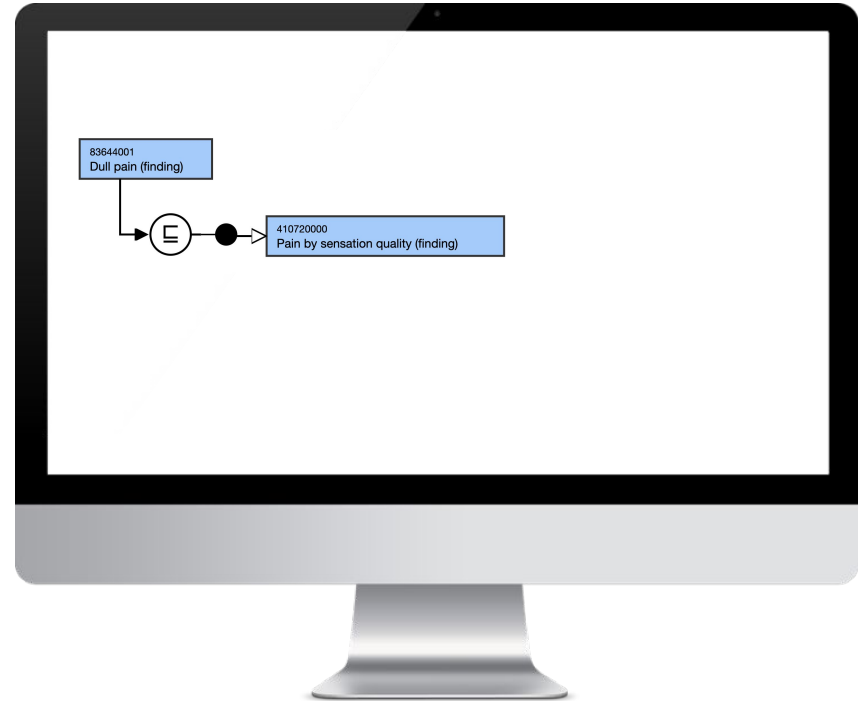 83644001
Dull pain (finding)
⊑
410720000
Pain by sensation quality (finding)